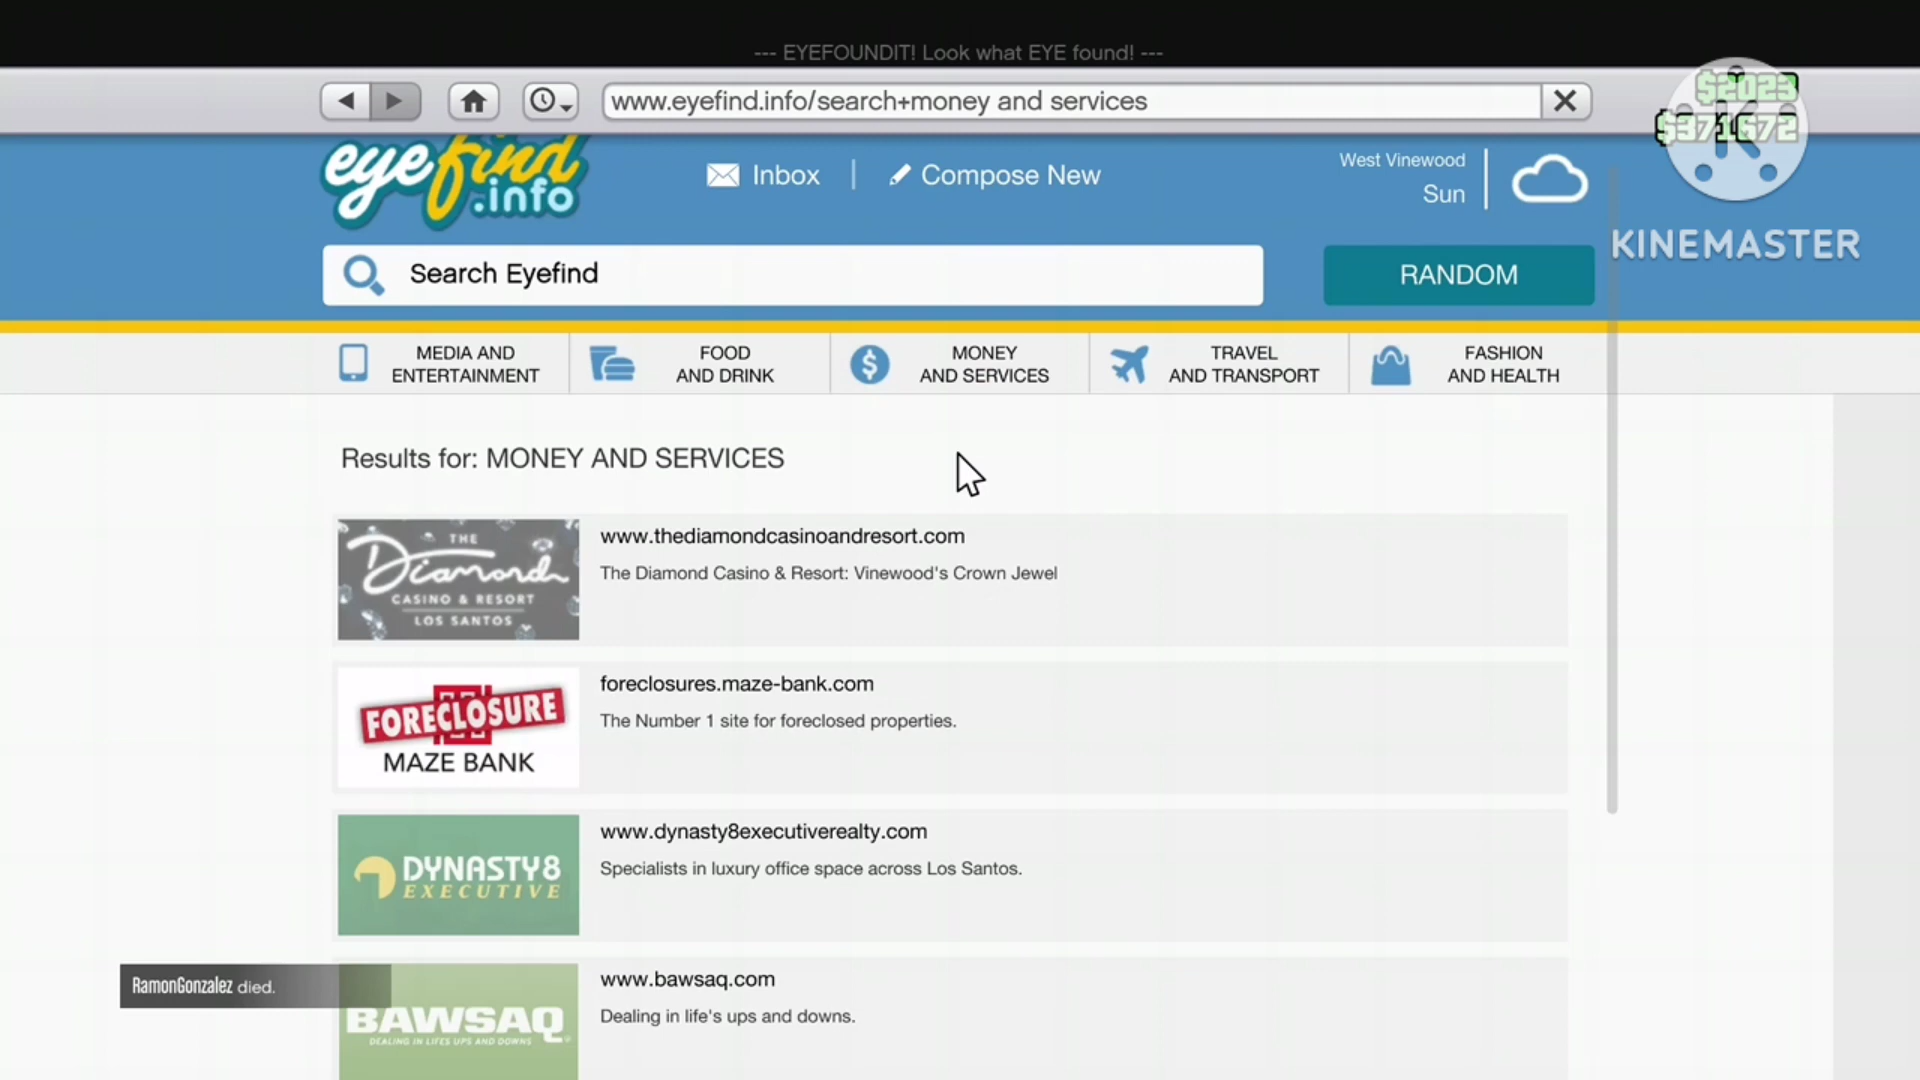 --- EYEFOUNDIT! Look what EYE found! ---
www.eyefind.info/search+money and services
$2023
KINEMASTER
eyefind
.info
Inbox
Compose New
West Vinewood
Sun
Search Eyefind
RANDOM
MEDIA AND
ENTERTAINMENT
FOOD
AND DRINK
MONEY
AND SERVICES
TRAVEL
AND TRANSPORT
FASHION
AND HEALTH
Results for: MONEY AND SERVICES
THE
Diamond
CASINO & RESORT
LOS SANTOS
www.thediamondcasinoandresort.com
The Diamond Casino & Resort: Vinewood's Crown Jewel
FORECLOSURE
MAZE BANK
foreclosures.maze-bank.com
The Number 1 site for foreclosed properties.
DYNASTY8
EXECUTIVE
www.dynasty8executiverealty.com
Specialists in luxury office space across Los Santos.
RamonGonzalez died.
BAWSAQ
DEALING IN LIFE'S UPS AND DOWNS
www.bawsaq.com
Dealing in life's ups and downs.